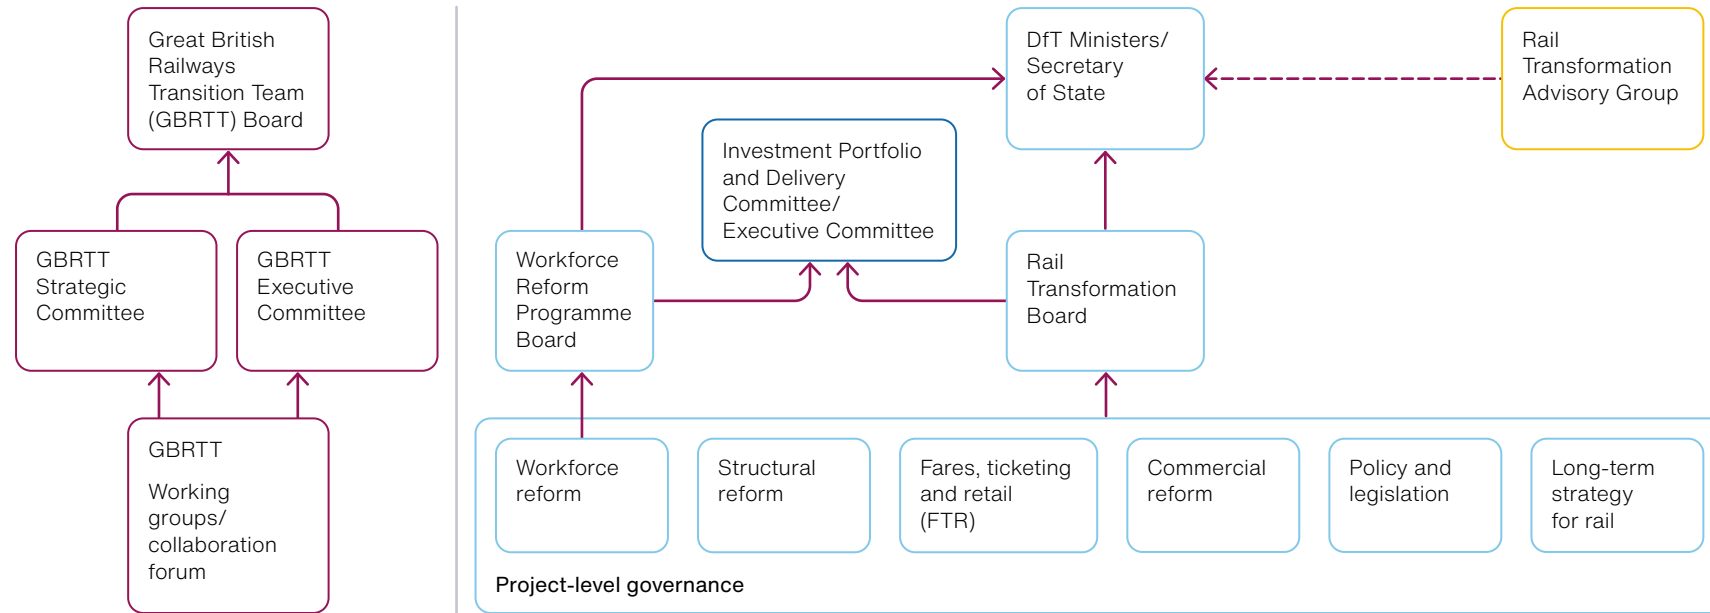 Great British
Railways
Transition Team
(GBRTT) Board
GBRTT
Strategic
Committee
GBRTT
Executive
Committee
GBRTT
Working
groups/
collaboration
forum
DfT Ministers/
Secretary
of State
Rail
Transformation
Advisory Group
Investment Portfolio
and Delivery
Committee/
Executive Committee
Workforce
Reform
Programme
Board
Rail
Transformation
Board
Workforce
reform
Structural
reform
Fares, ticketing
and retail
(FTR)
Commercial
reform
Policy and
legislation
Long-term
strategy
for rail
Project-level governance